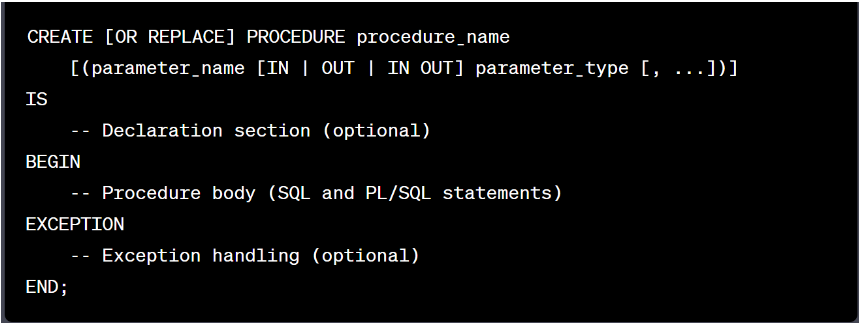 CREATE [OR REPLACE] PROCEDURE procedure_name
    [(parameter_name [IN | OUT | IN OUT] parameter_type [, ...])]
IS
    -- Declaration section (optional)
BEGIN
    -- Procedure body (SQL and PL/SQL statements)
EXCEPTION
    -- Exception handling (optional)
END;